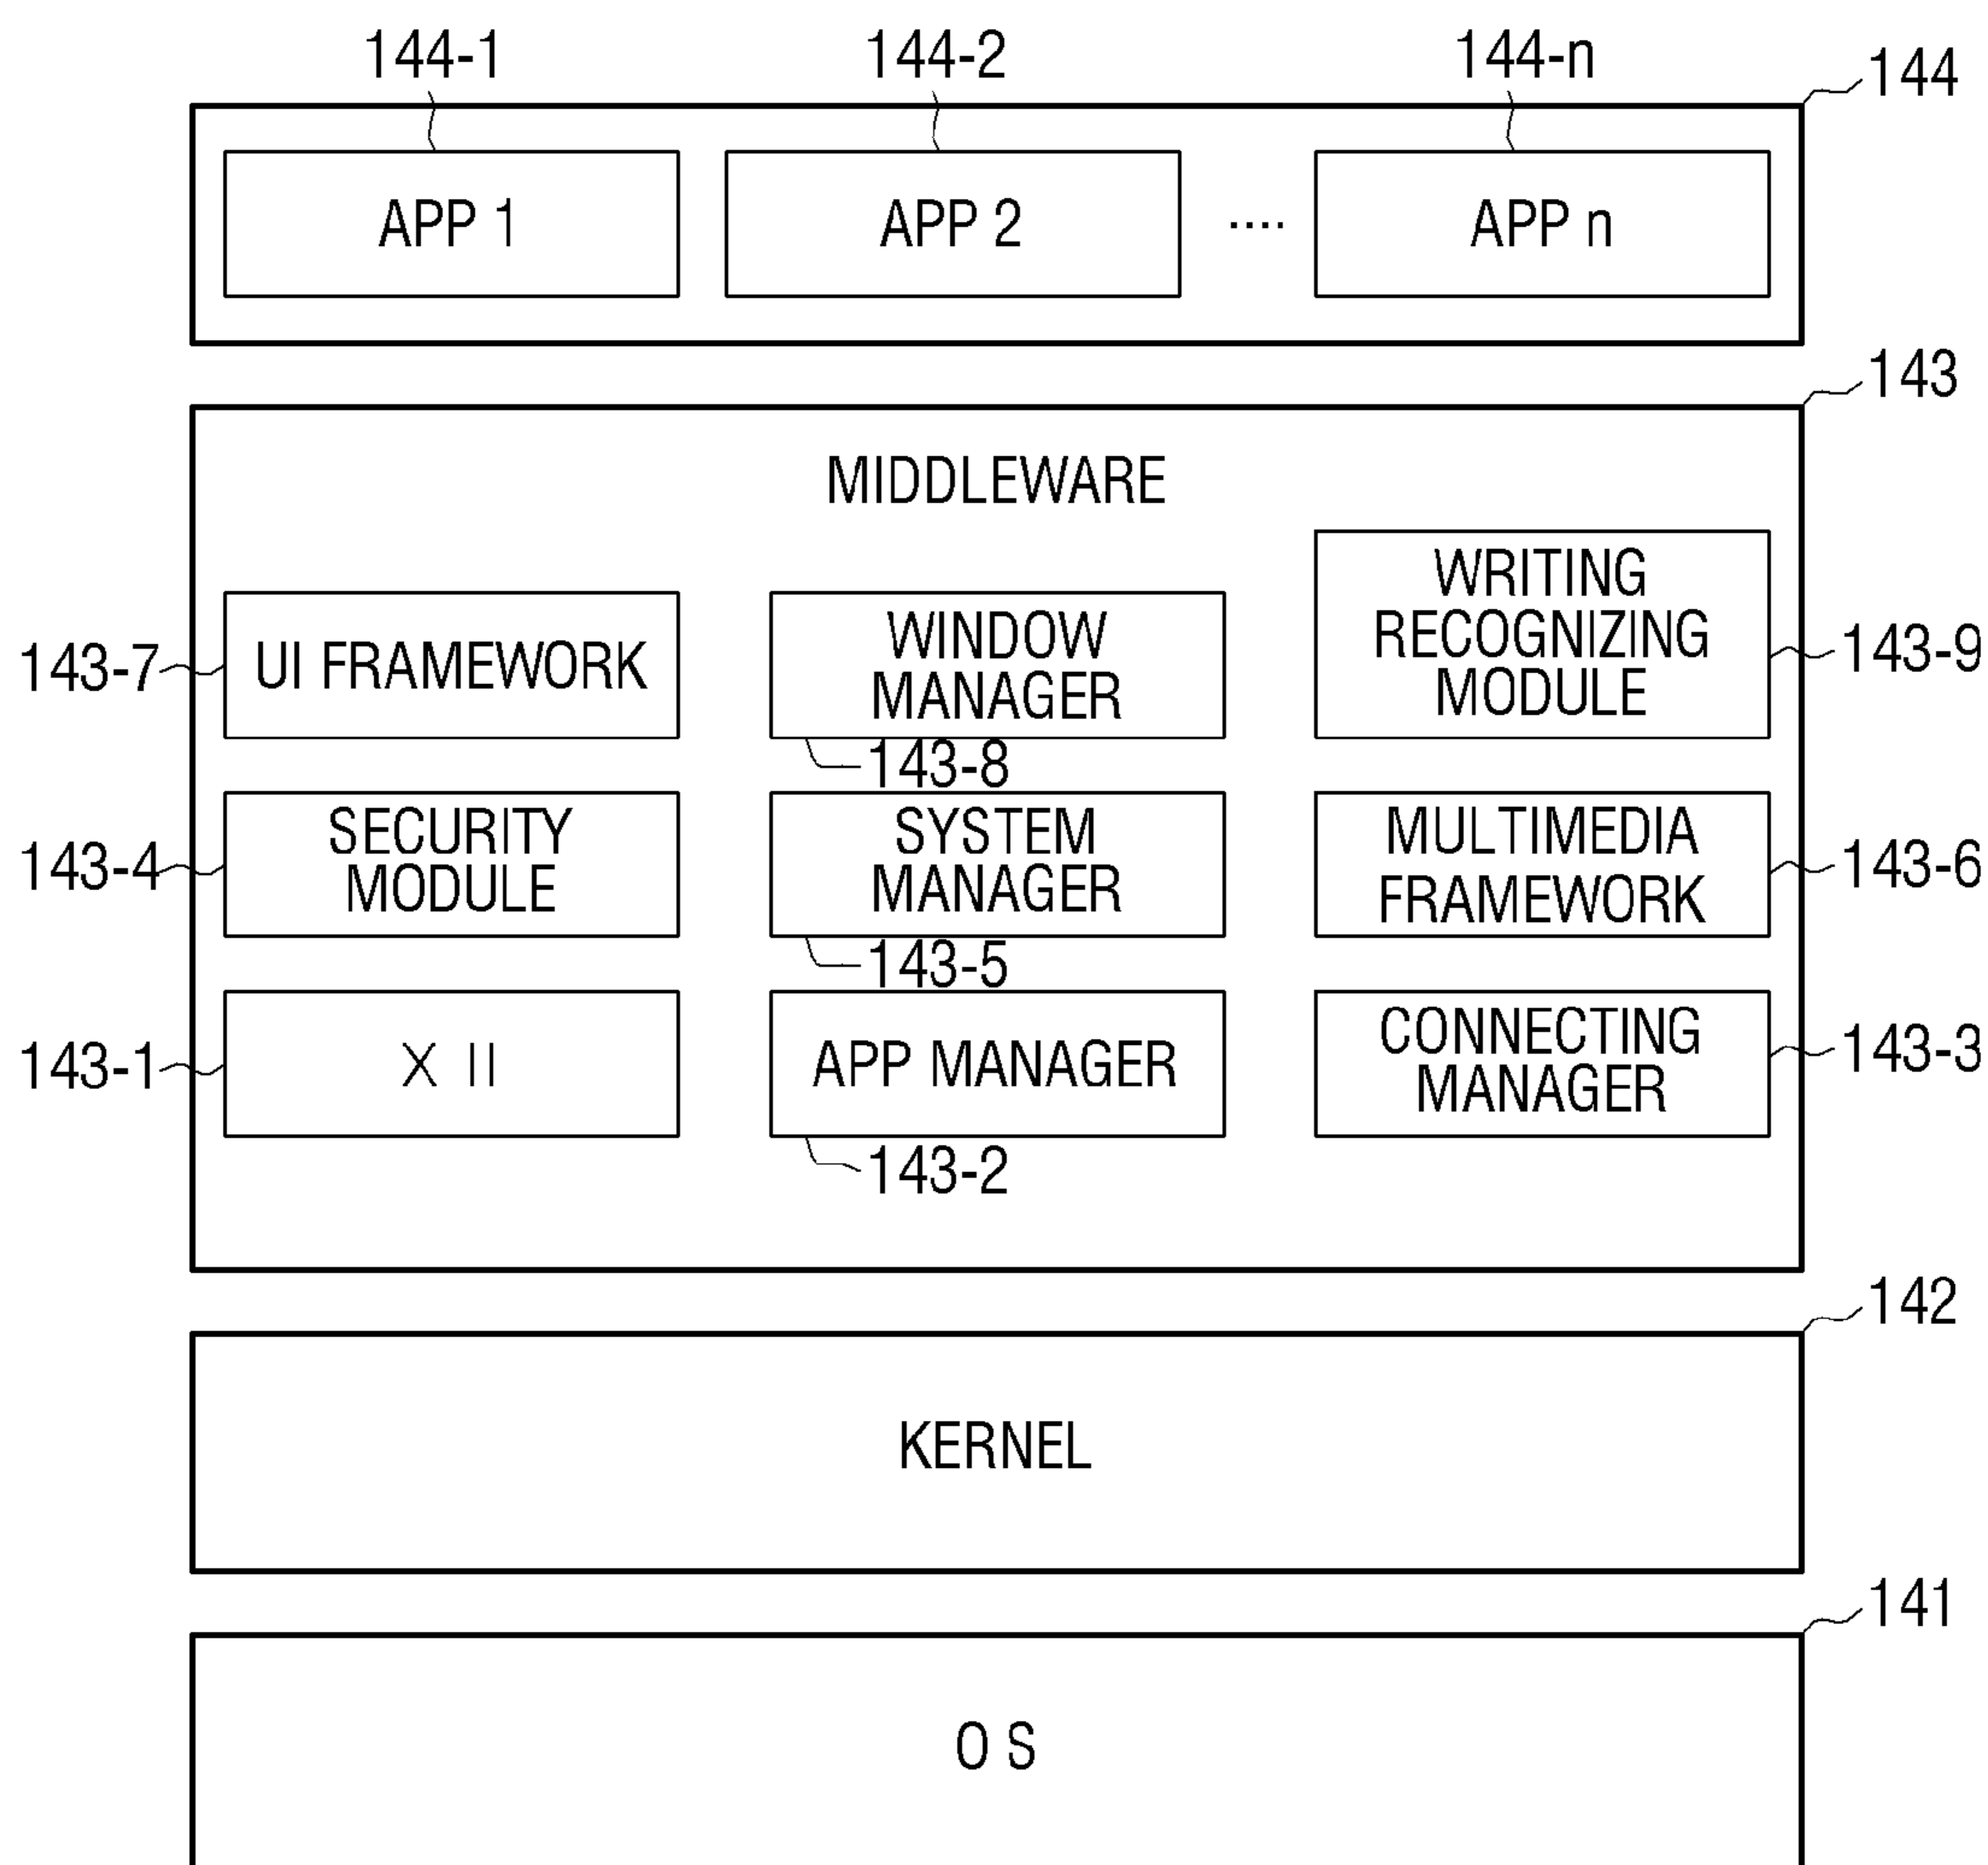 144-1 144-2 144-n
144
APP 1 APP 2 .... APP n
143
MIDDLEWARE
143-7 UI FRAMEWORK
WINDOW
MANAGER
143-8
WRITING
RECOGNIZING
MODULE
143-9
143-4
SECURITY
MODULE
SYSTEM
MANAGER
143-5
MULTIMEDIA
FRAMEWORK
143-6
143-1 X II
APP MANAGER
143-2
CONNECTING
MANAGER
143-3
142
KERNEL
141
O S